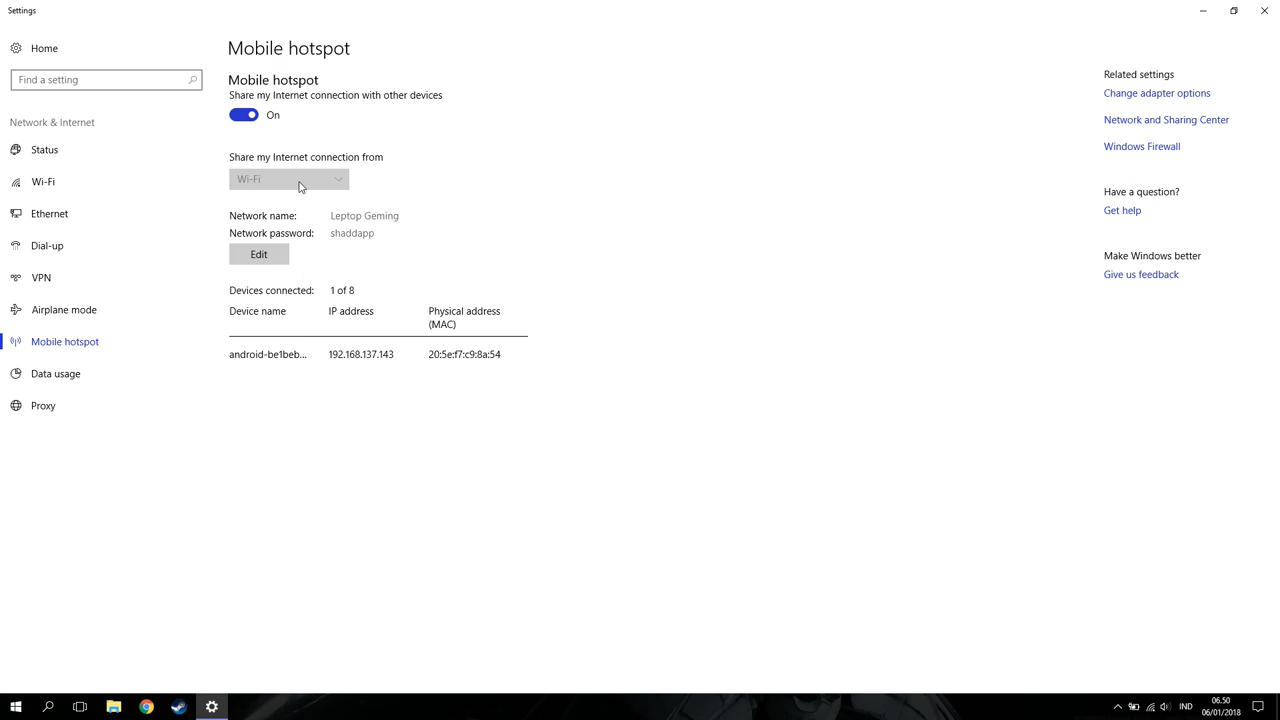 Settings
Home
Find a setting
Network & Internet
Status
Wi-Fi
Ethernet
Dial-up
VPN
Airplane mode
Mobile hotspot
Data usage
Proxy
Mobile hotspot
Mobile hotspot
Share my Internet connection with other devices
On
Share my Internet connection from
Wi-Fi
Network name: Leptop Geming
Network password: shaddapp
Edit
Devices connected: 1 of 8
Device name IP address Physical address
(MAC)
android-be1beb... 192.168.137.143 20:5e:f7:c9:8a:54
Related settings
Change adapter options
Network and Sharing Center
Windows Firewall
Have a question?
Get help
Make Windows better
Give us feedback
IND
06.50
06/01/2018